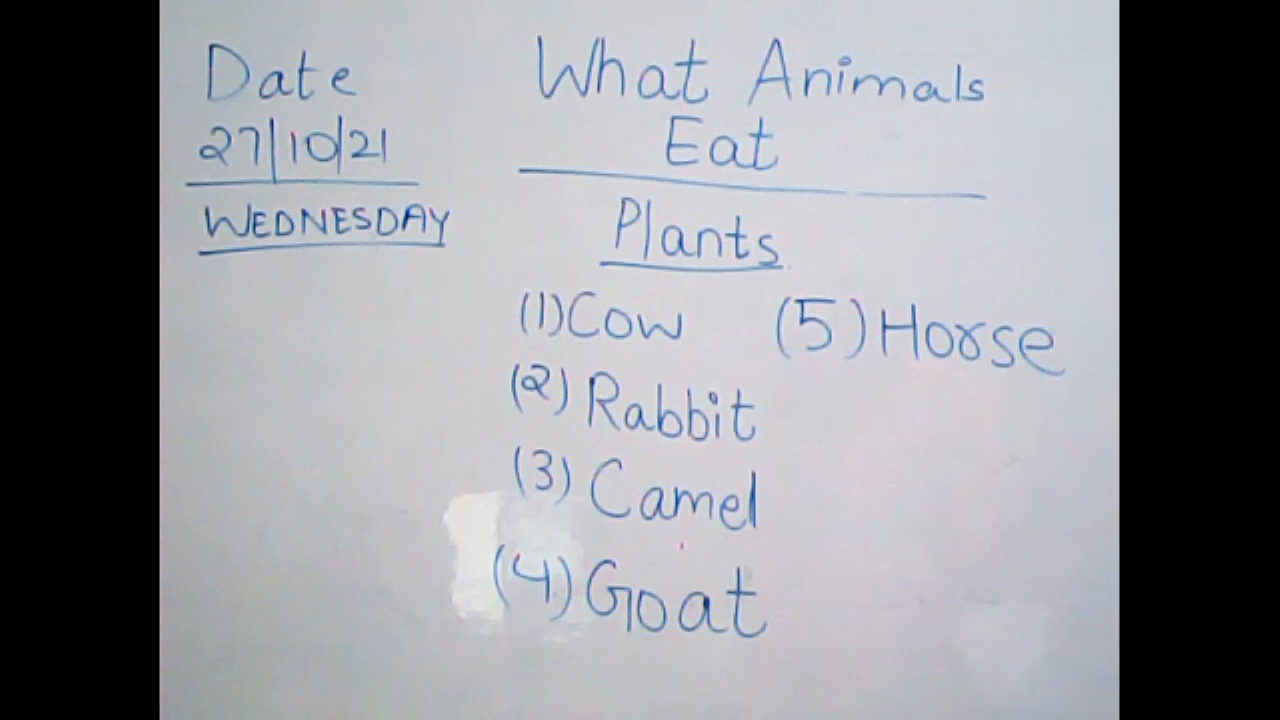 Date
27/10/21
WEDNESDAY
What Animals
Eat
Plants
(1) Cow
(2) Rabbit
(3) Camel
(4) Goat
(5) Horse